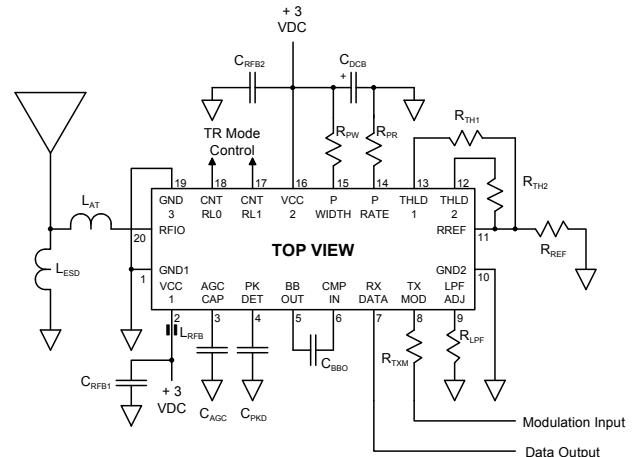 + 3
VDC
CRFB2
CDCB
+
TR Mode
Control
RPW
RPR
RTH1
RTH2
RREF
LAT
LESD
19
18
17
16
15
14
13
12
GND
3
CNT
RL0
CNT
RL1
VCC
2
P
WIDTH
P
RATE
THLD
1
THLD
2
20
RFIO
RREF
11
TOP VIEW
1
GND1
GND2
10
VCC
1
AGC
CAP
PK
DET
BB
OUT
CMP
IN
RX
DATA
TX
MOD
LPF
ADJ
2
3
4
5
6
7
8
9
LRFB
CRFB1
+ 3
VDC
CAGC
CPKD
CBBO
RTXM
RLPF
Modulation Input
Data Output